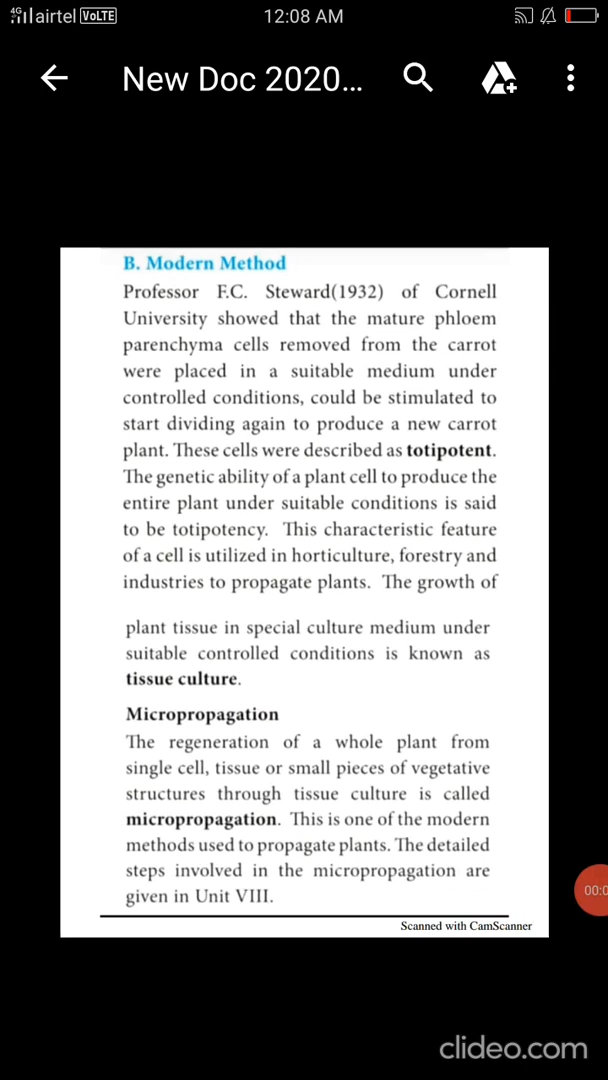 4G airtel VoLTE 12:08 AM
New Doc 2020...
B. Modern Method
Professor F.C. Steward(1932) of Cornell
University showed that the mature phloem
parenchyma cells removed from the carrot
were placed in a suitable medium under
controlled conditions, could be stimulated to
start dividing again to produce a new carrot
plant. These cells were described as totipotent.
The genetic ability of a plant cell to produce the
entire plant under suitable conditions is said
to be totipotency. This characteristic feature
of a cell is utilized in horticulture, forestry and
industries to propagate plants. The growth of
plant tissue in special culture medium under
suitable controlled conditions is known as
tissue culture.
Micropropagation
The regeneration of a whole plant from
single cell, tissue or small pieces of vegetative
structures through tissue culture is called
micropropagation. This is one of the modern
methods used to propagate plants. The detailed
steps involved in the micropropagation are
given in Unit VIII.
00:0
Scanned with CamScanner
clideo.com